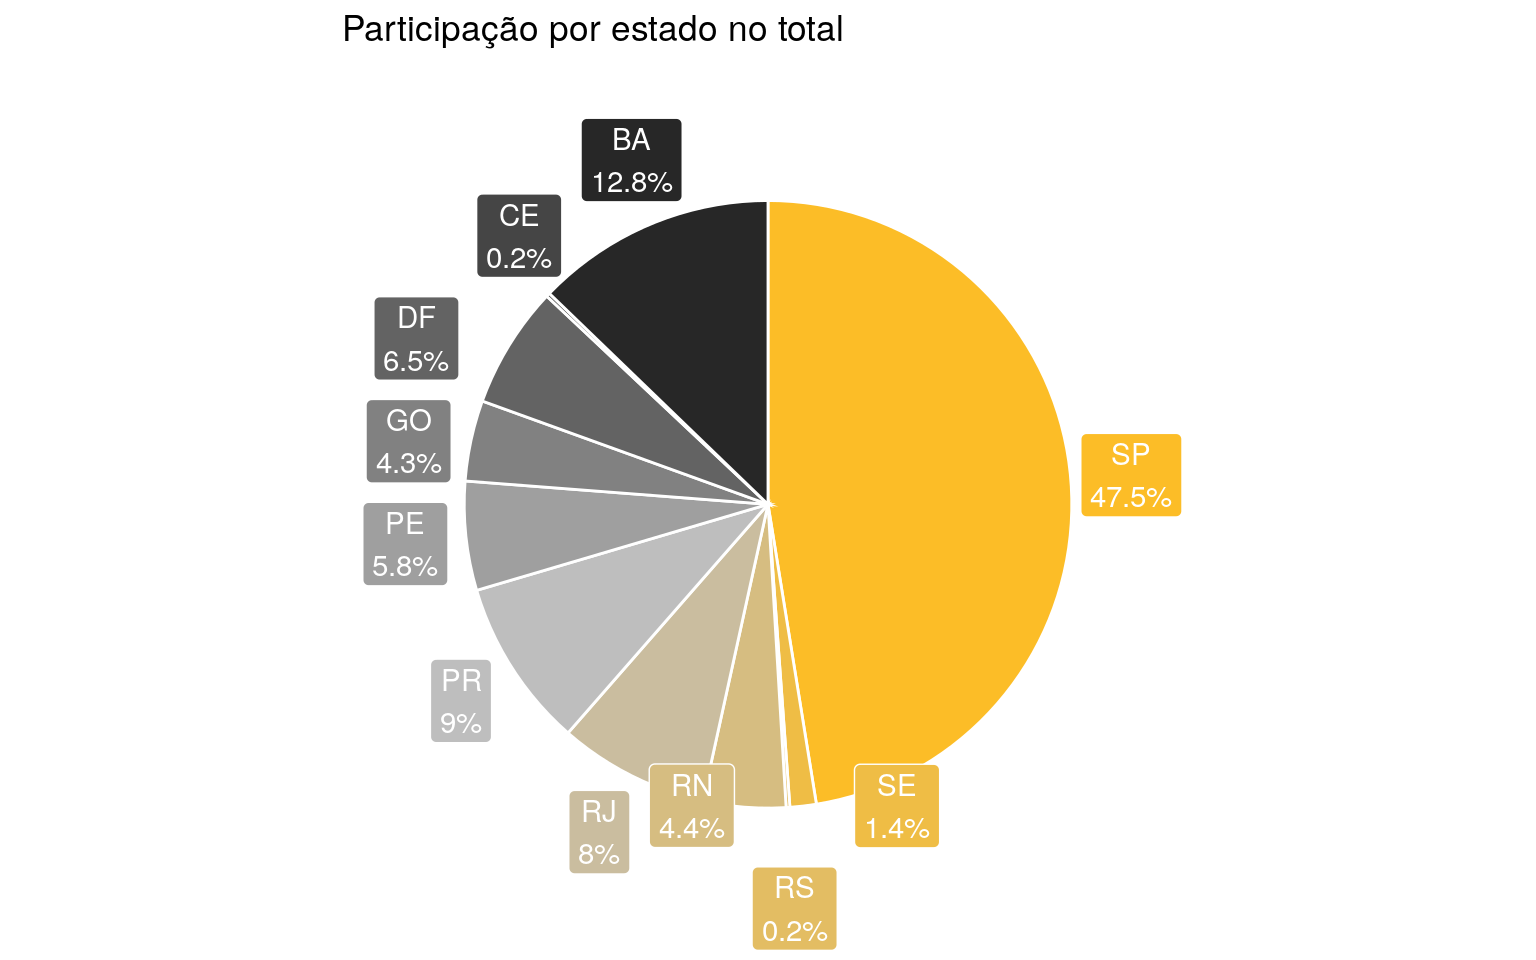 Participação por estado no total
BA
12.8%
CE
0.2%
DF
6.5%
GO
4.3%
PE
5.8%
PR
9%
RJ
8%
RN
4.4%
RS
0.2%
SE
1.4%
SP
47.5%